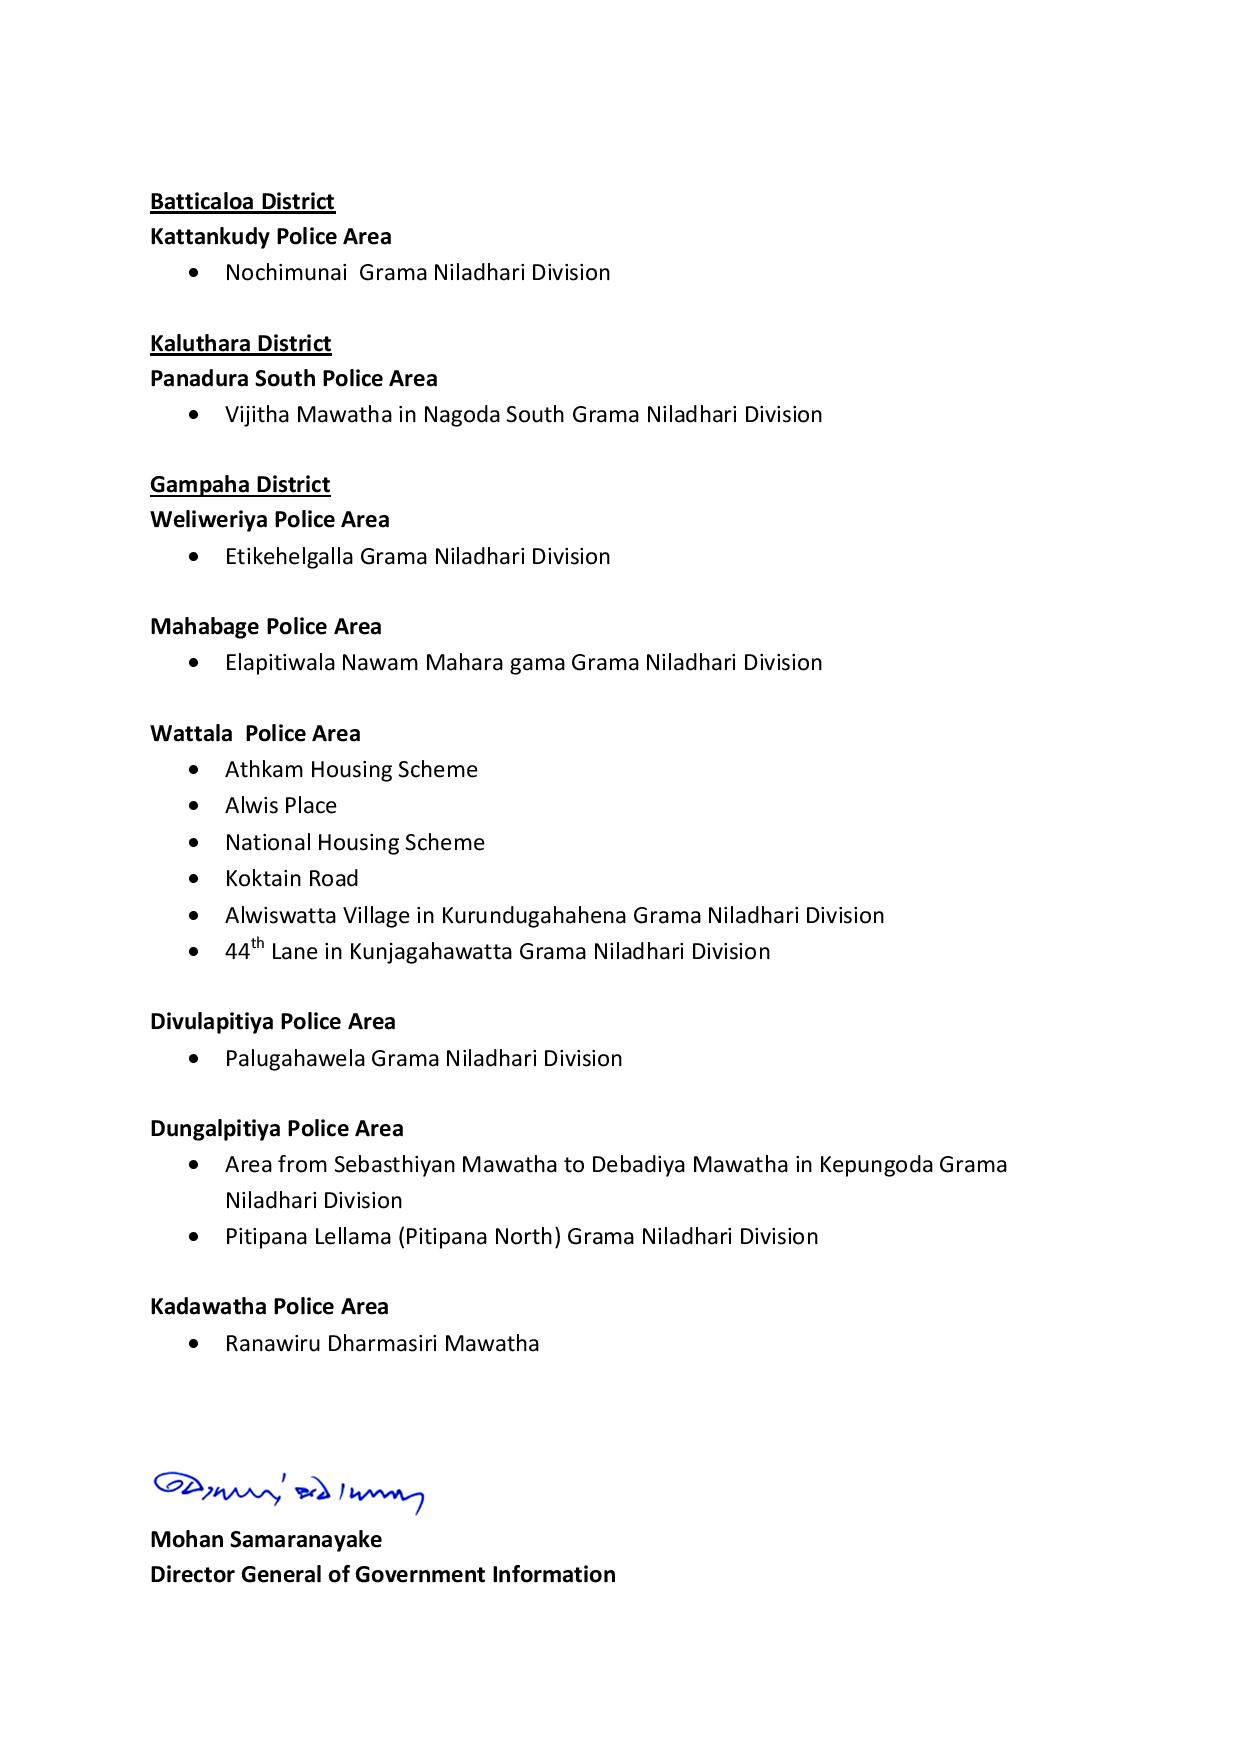 Batticaloa District
Kattankudy Police Area
• Nochimunai  Grama Niladhari Division
Kaluthara District
Panadura South Police Area
• Vijitha Mawatha in Nagoda South Grama Niladhari Division
Gampaha District
Weliweriya Police Area
• Etikehelgalla Grama Niladhari Division
Mahabage Police Area
• Elapitiwala Nawam Mahara gama Grama Niladhari Division
Wattala  Police Area
• Athkam Housing Scheme
• Alwis Place
• National Housing Scheme
• Koktain Road
• Alwiswatta Village in Kurundugahahena Grama Niladhari Division
• 44th Lane in Kunjagahawatta Grama Niladhari Division
Divulapitiya Police Area
• Palugahawela Grama Niladhari Division
Dungalpitiya Police Area
• Area from Sebasthiyan Mawatha to Debadiya Mawatha in Kepungoda Grama
Niladhari Division
• Pitipana Lellama (Pitipana North) Grama Niladhari Division
Kadawatha Police Area
• Ranawiru Dharmasiri Mawatha
Mohan Samaranayake
Director General of Government Information